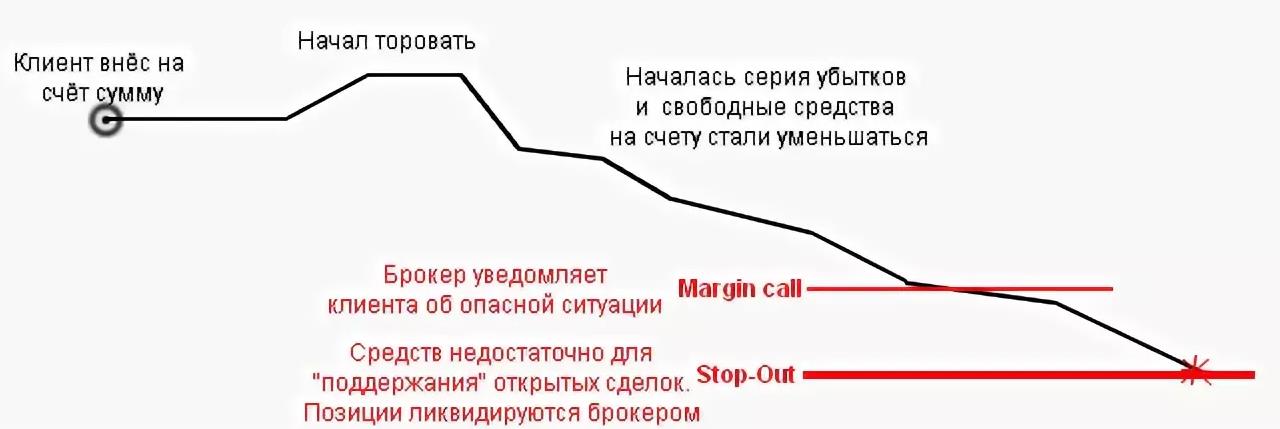 Клиент внёс на
счёт сумму
Начал торовать
Началась серия убытков
и свободные средства
на счету стали уменьшаться
Брокер уведомляет
клиента об опасной ситуации
Margin call
Средств недостаточно для
"поддержания" открытых сделок.
Позиции ликвидируются брокером
Stop-Out